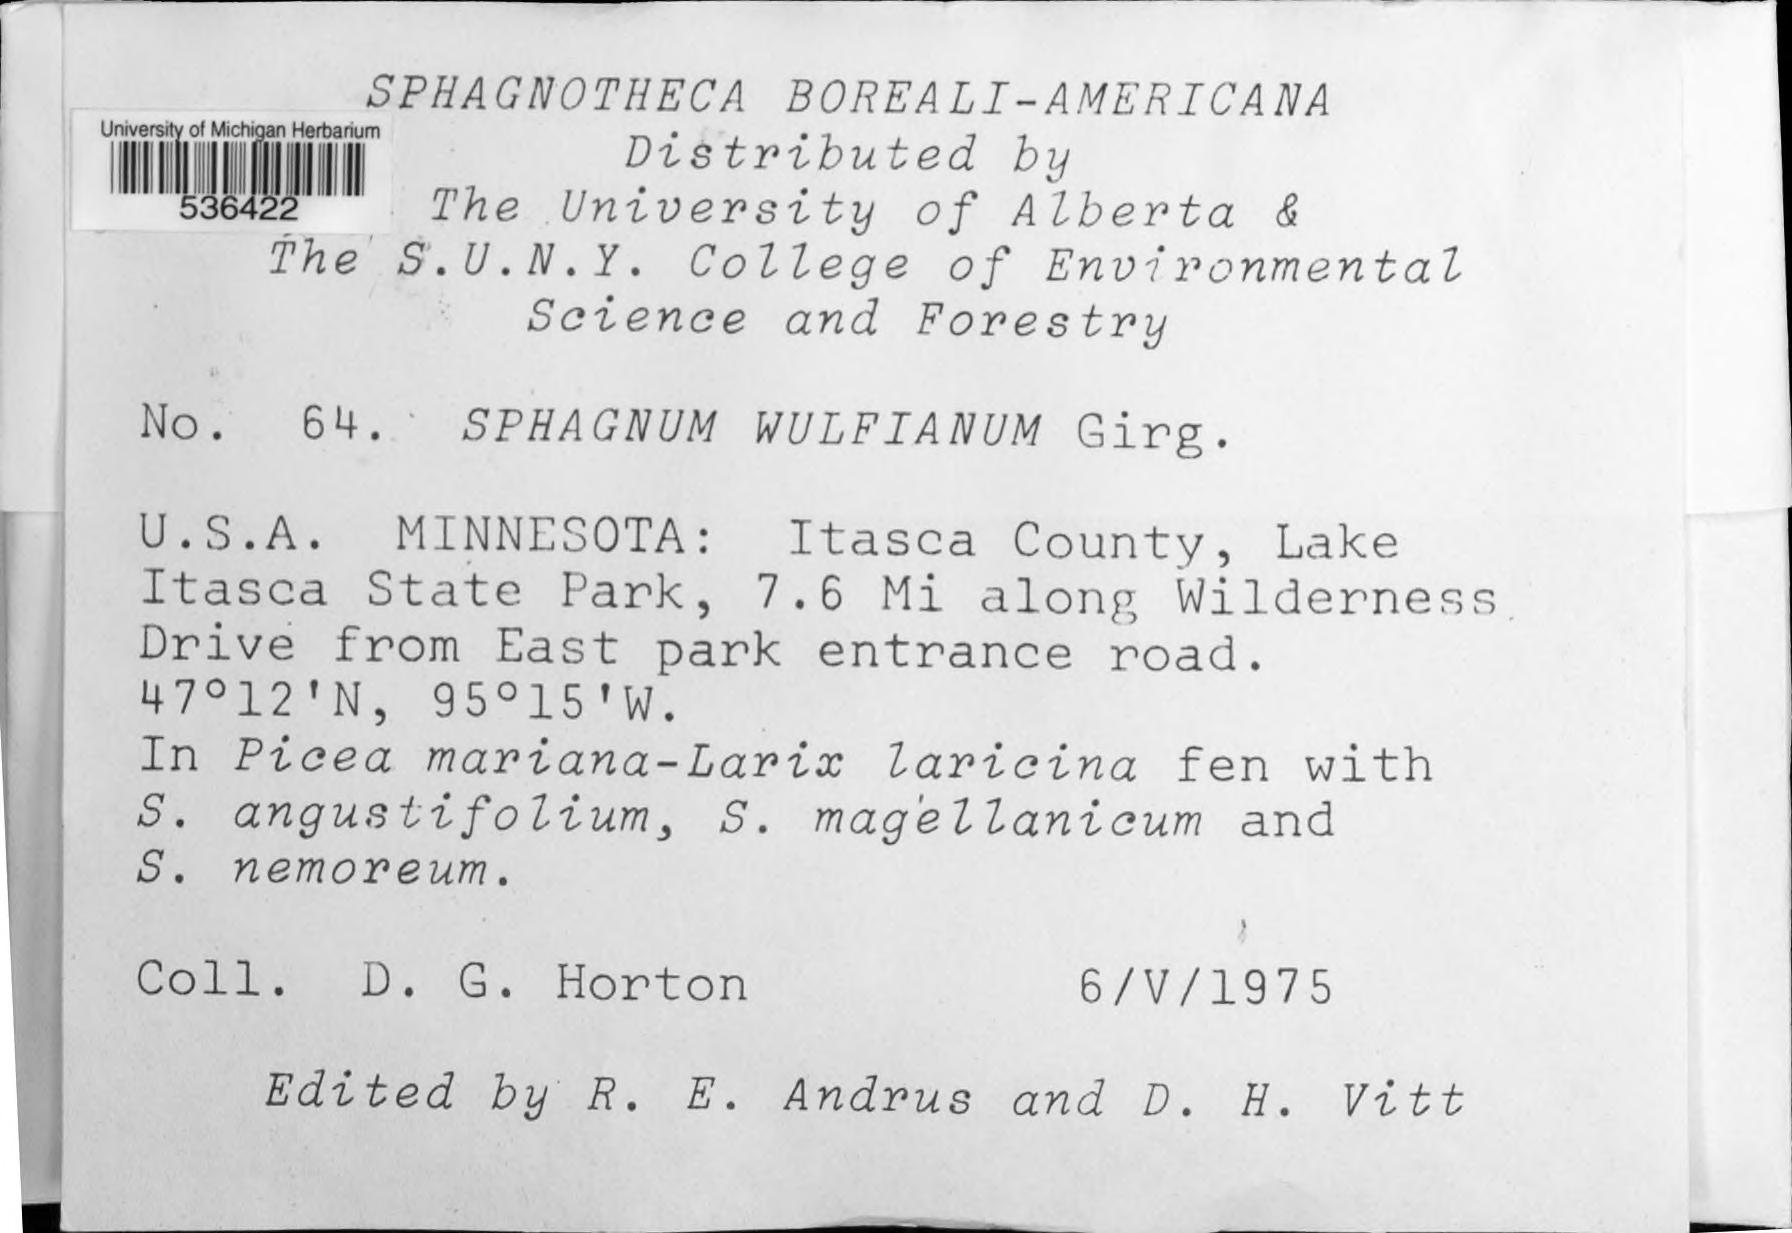 SPHAGNOTHECA BOREALI-AMERICANA
University of Michigan Herbarium
536422
Distributed by
The University of Alberta &
The S.U.N.Y. College of Environmental
Science and Forestry
No. 64. SPHAGNUM WULFIANUM Girg.
U.S.A. MINNESOTA: Itasca County, Lake
Itasca State Park, 7.6 Mi along Wilderness
Drive from East park entrance road.
47°12'N, 95°15'W.
In Picea mariana-Larix laricina fen with
S. angustifolium, S. magellanicum and
S. nemoreum.
Coll. D. G. Horton 6/V/1975
Edited by R. E. Andrus and D. H. Vitt